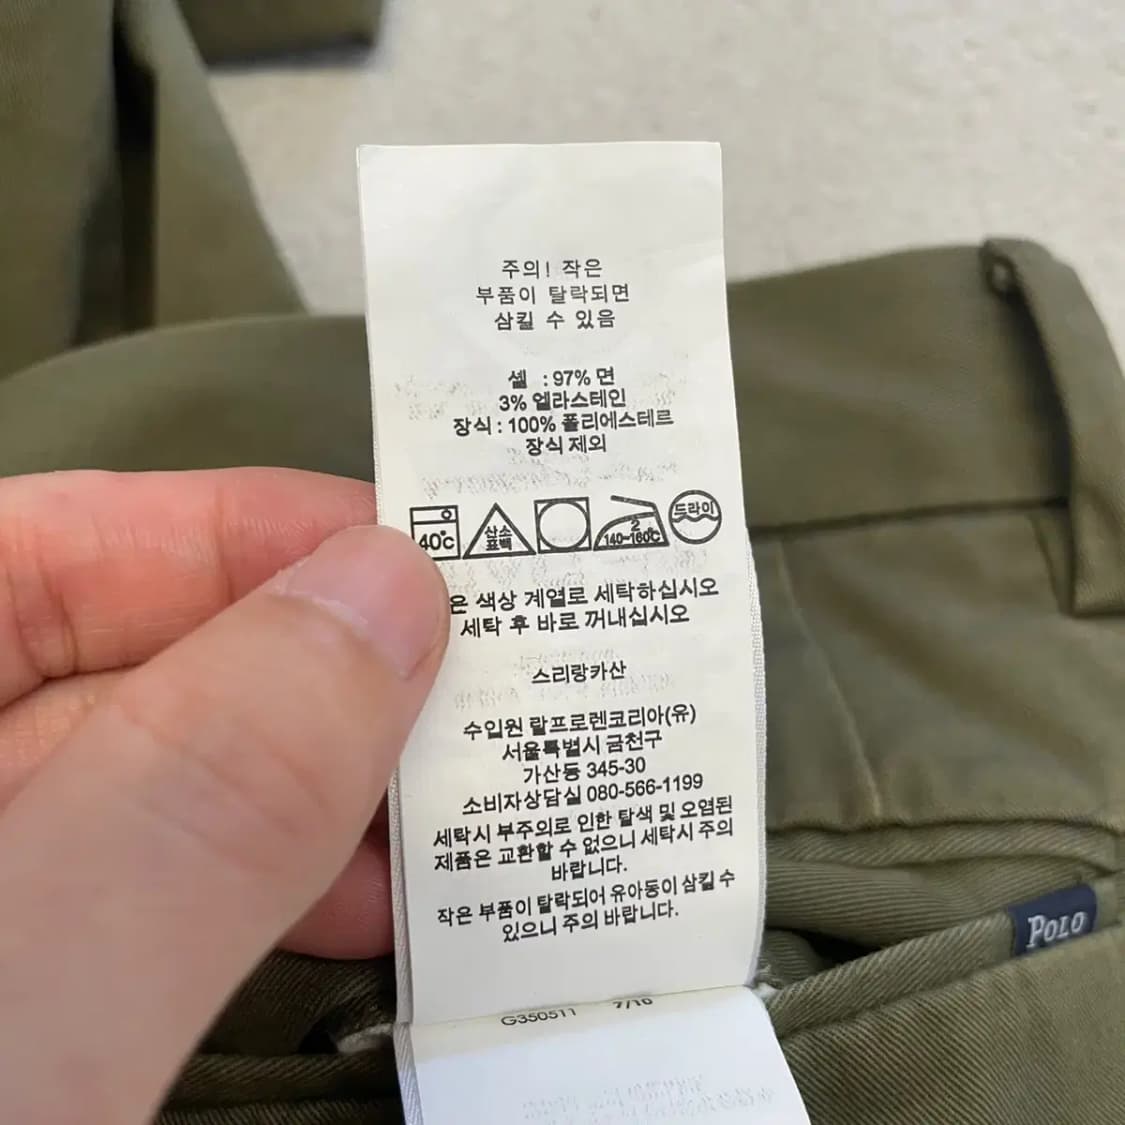 주의! 작은
부품이 탈락되면
삼킬 수 있음
셸 : 97% 면
3% 엘라스테인
장식 : 100% 폴리에스테르
장식 제외
40℃
산소
표백
2
140~160℃
드라이
은 색상 계열로 세탁하십시오
세탁 후 바로 꺼내십시오
스리랑카산
수입원 랄프로렌코리아(유)
서울특별시 금천구
가산동 345-30
소비자상담실 080-566-1199
세탁시 부주의로 인한 탈색 및 오염된
제품은 교환할 수 없으니 세탁시 주의
바랍니다.
작은 부품이 탈락되어 유아동이 삼킬 수
있으니 주의 바랍니다.
POLO
G350511 7/10